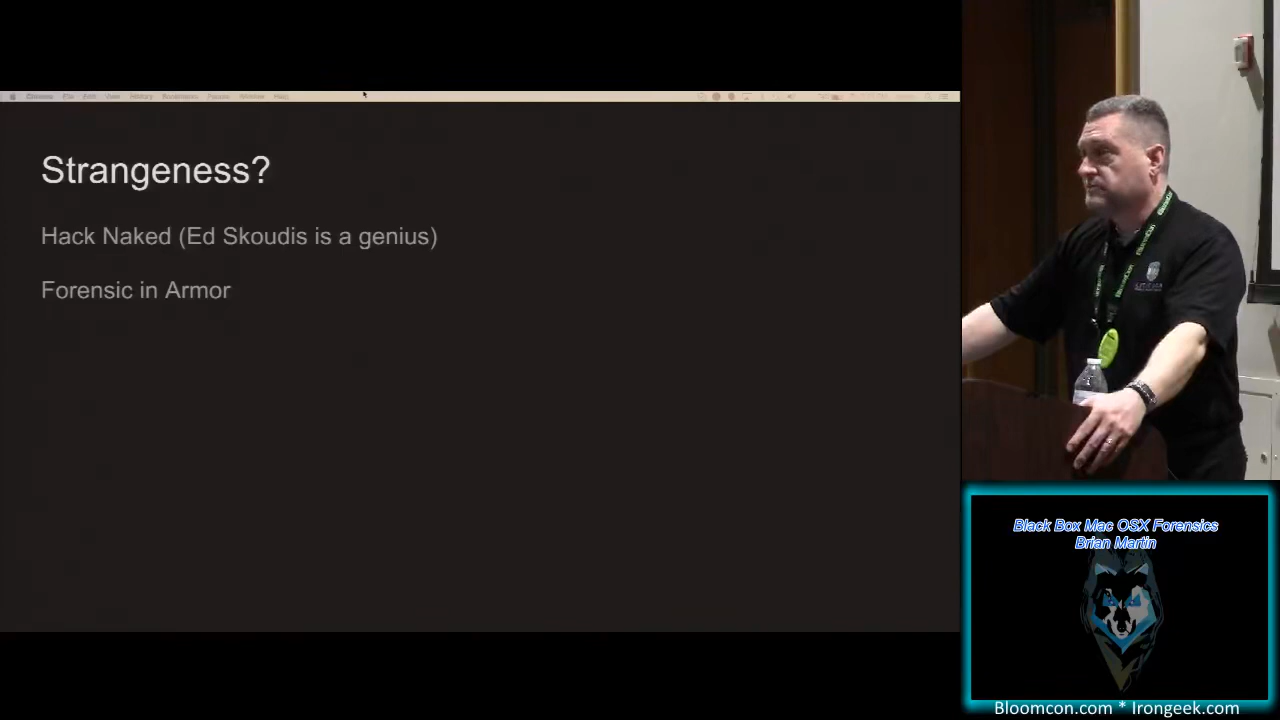 Strangeness?
Hack Naked (Ed Skoudis is a genius)
Forensic in Armor
Black Box Mac OSX Forensics
Brian Martin
Bloomcon.com * Irongeek.com